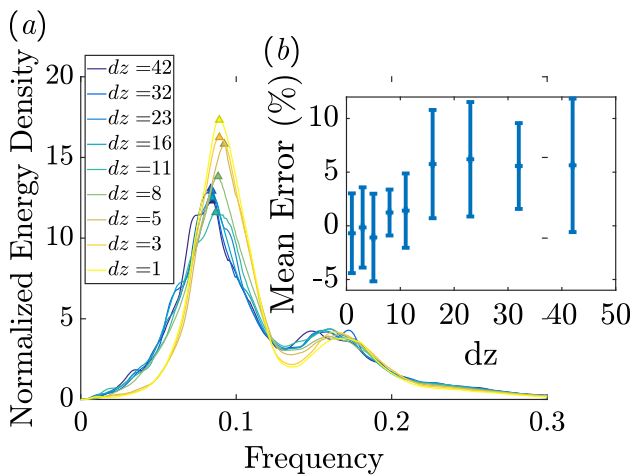 (a)
(b)
Normalized Energy Density
20
15
10
5
0
dz =42
dz =32
dz =23
dz =16
dz =11
dz =8
dz =5
dz =3
dz =1
0
0.1
0.2
0.3
Frequency
Mean Error (%)
10
5
0
-5
0
10
20
30
40
50
dz